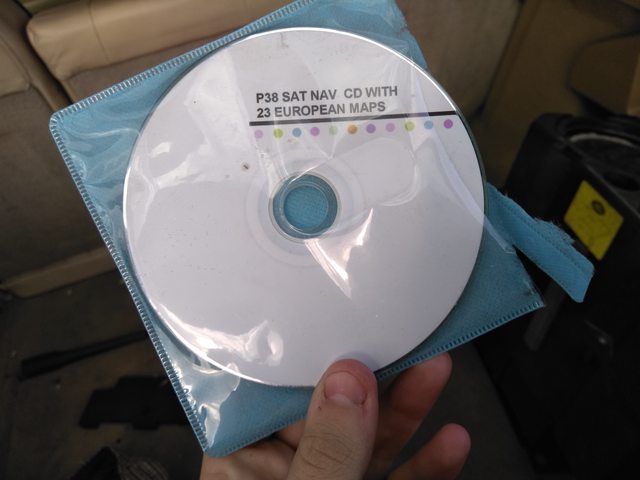 P38 SAT NAV CD WITH
23 EUROPEAN MAPS